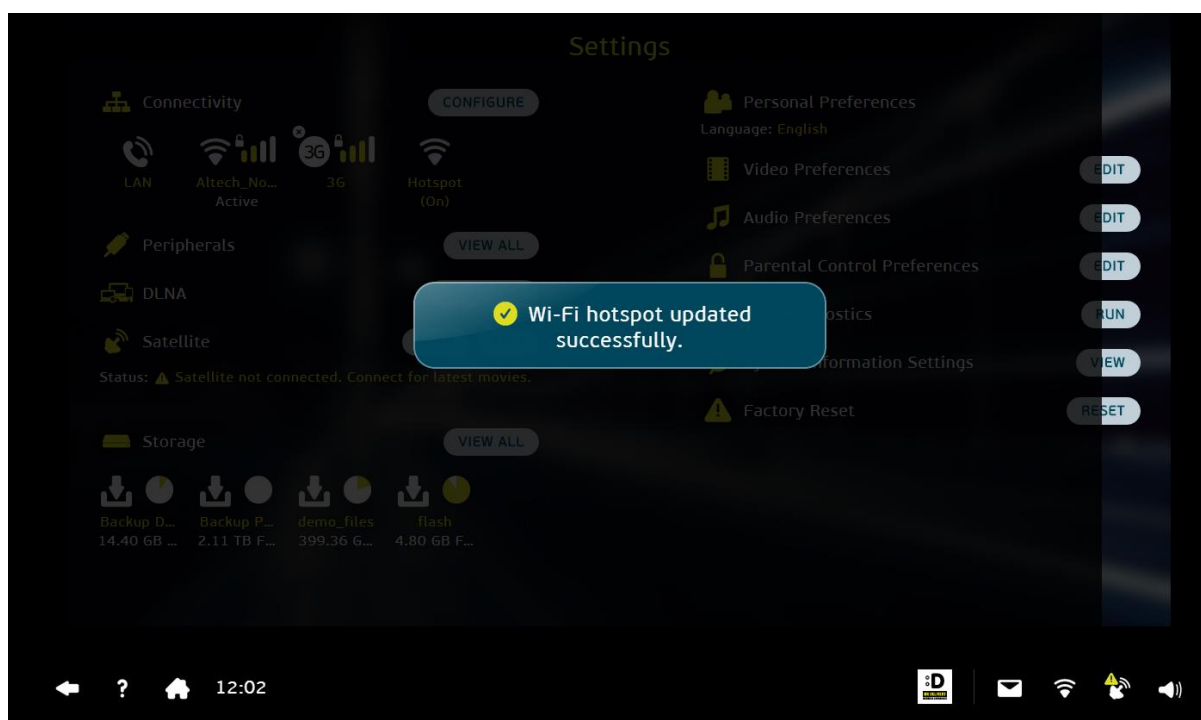 Settings
Connectivity
CONFIGURE
3G
LAN
Altech_No...
3G
Hotspot
Active
(On)
Peripherals
VIEW ALL
DLNA
Satellite
Status: Satellite not connected. Connect for latest movies.
Storage
VIEW ALL
Backup D...
Backup P...
demo_files
flash
14.40 GB ...
2.11 TB F...
399.36 G...
4.80 GB F...
Personal Preferences
Language: English
Video Preferences
EDIT
Audio Preferences
EDIT
Parental Control Preferences
EDIT
ostics
RUN
formation Settings
VIEW
Factory Reset
RESET
Wi-Fi hotspot updated
successfully.
?
12:02
:D